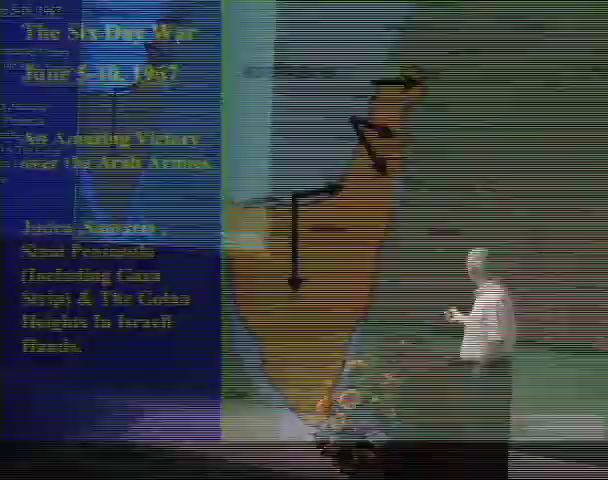 The Six Day War
June 5-10, 1967
An Amazing Victory
over the Arab Armies.
Judea, Samaria,
Sinai Peninsula
(Including Gaza
Strip) & The Golan
Heights In Israeli
Hands.